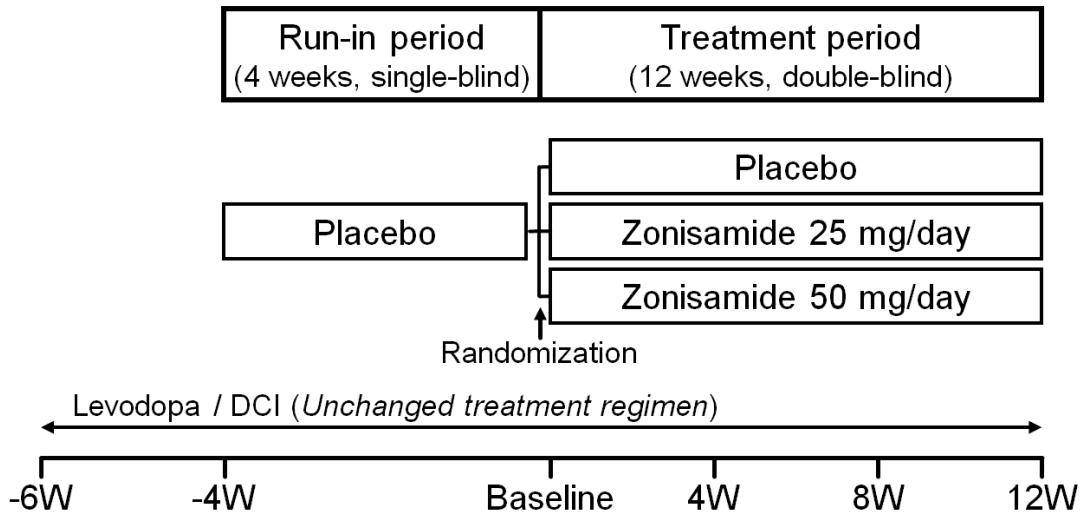 Run-in period
(4 weeks, single-blind)
Treatment period
(12 weeks, double-blind)
Placebo
Placebo
Zonisamide 25 mg/day
Zonisamide 50 mg/day
Randomization
Levodopa / DCI (Unchanged treatment regimen)
-6W -4W Baseline 4W 8W 12W